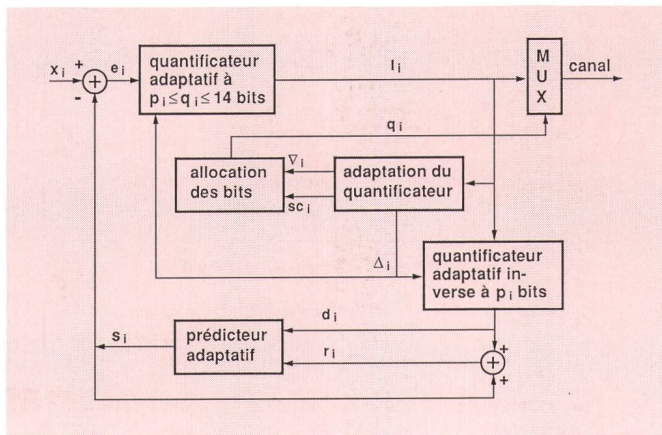 x i
+
-
+
e i
quantificateur
adaptatif à
p i ≤ q i ≤ 14 bits
I i
M
U
X
canal
q i
allocation
des bits
∇ i
sc i
adaptation du
quantificateur
Δ i
quantificateur
adaptatif in-
verse à p i bits
s i
prédicteur
adaptatif
d i
r i
+
+
+